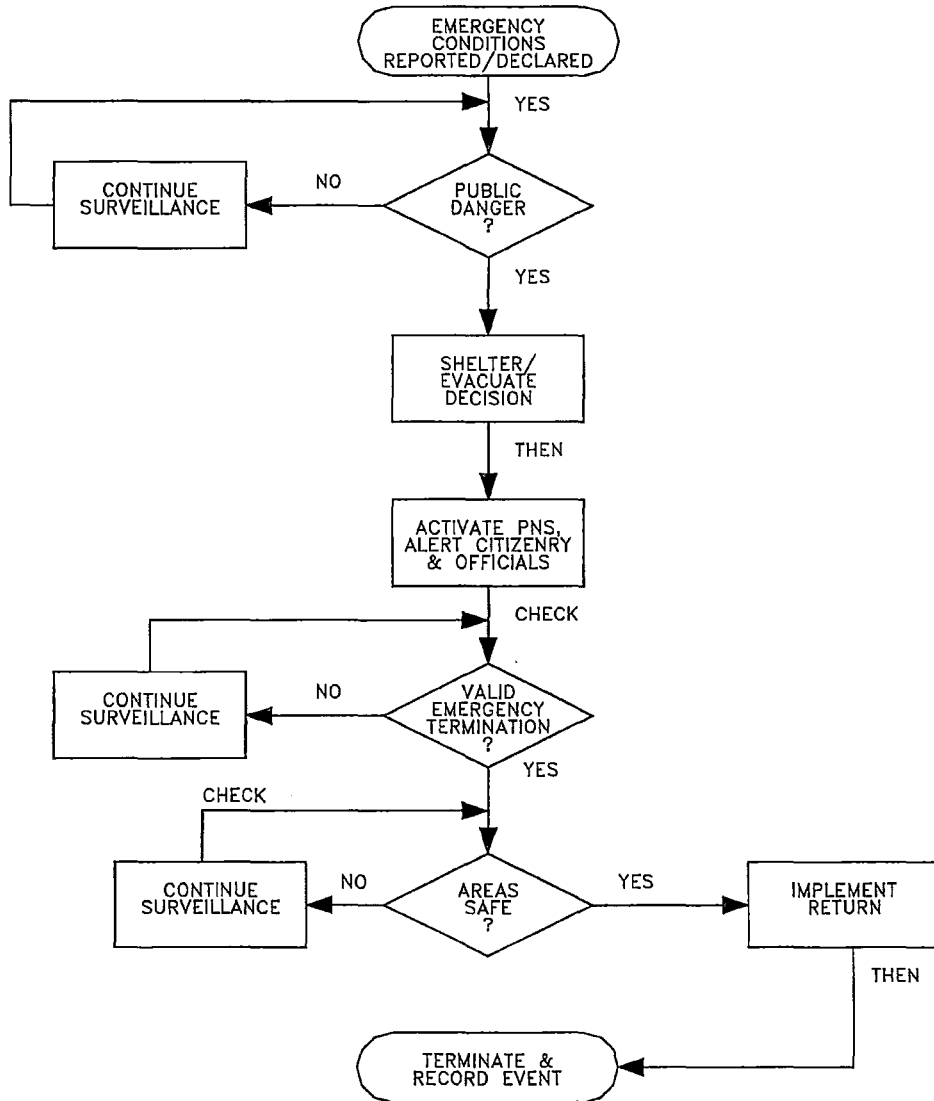 EMERGENCY
CONDITIONS
REPORTED/DECLARED
YES
PUBLIC
DANGER
?
NO
CONTINUE
SURVEILLANCE
YES
SHELTER/
EVACUATE
DECISION
THEN
ACTIVATE PNS,
ALERT CITIZENRY
& OFFICIALS
CHECK
VALID
EMERGENCY
TERMINATION
?
NO
CONTINUE
SURVEILLANCE
YES
CHECK
AREAS
SAFE
?
NO
CONTINUE
SURVEILLANCE
YES
IMPLEMENT
RETURN
THEN
TERMINATE &
RECORD EVENT